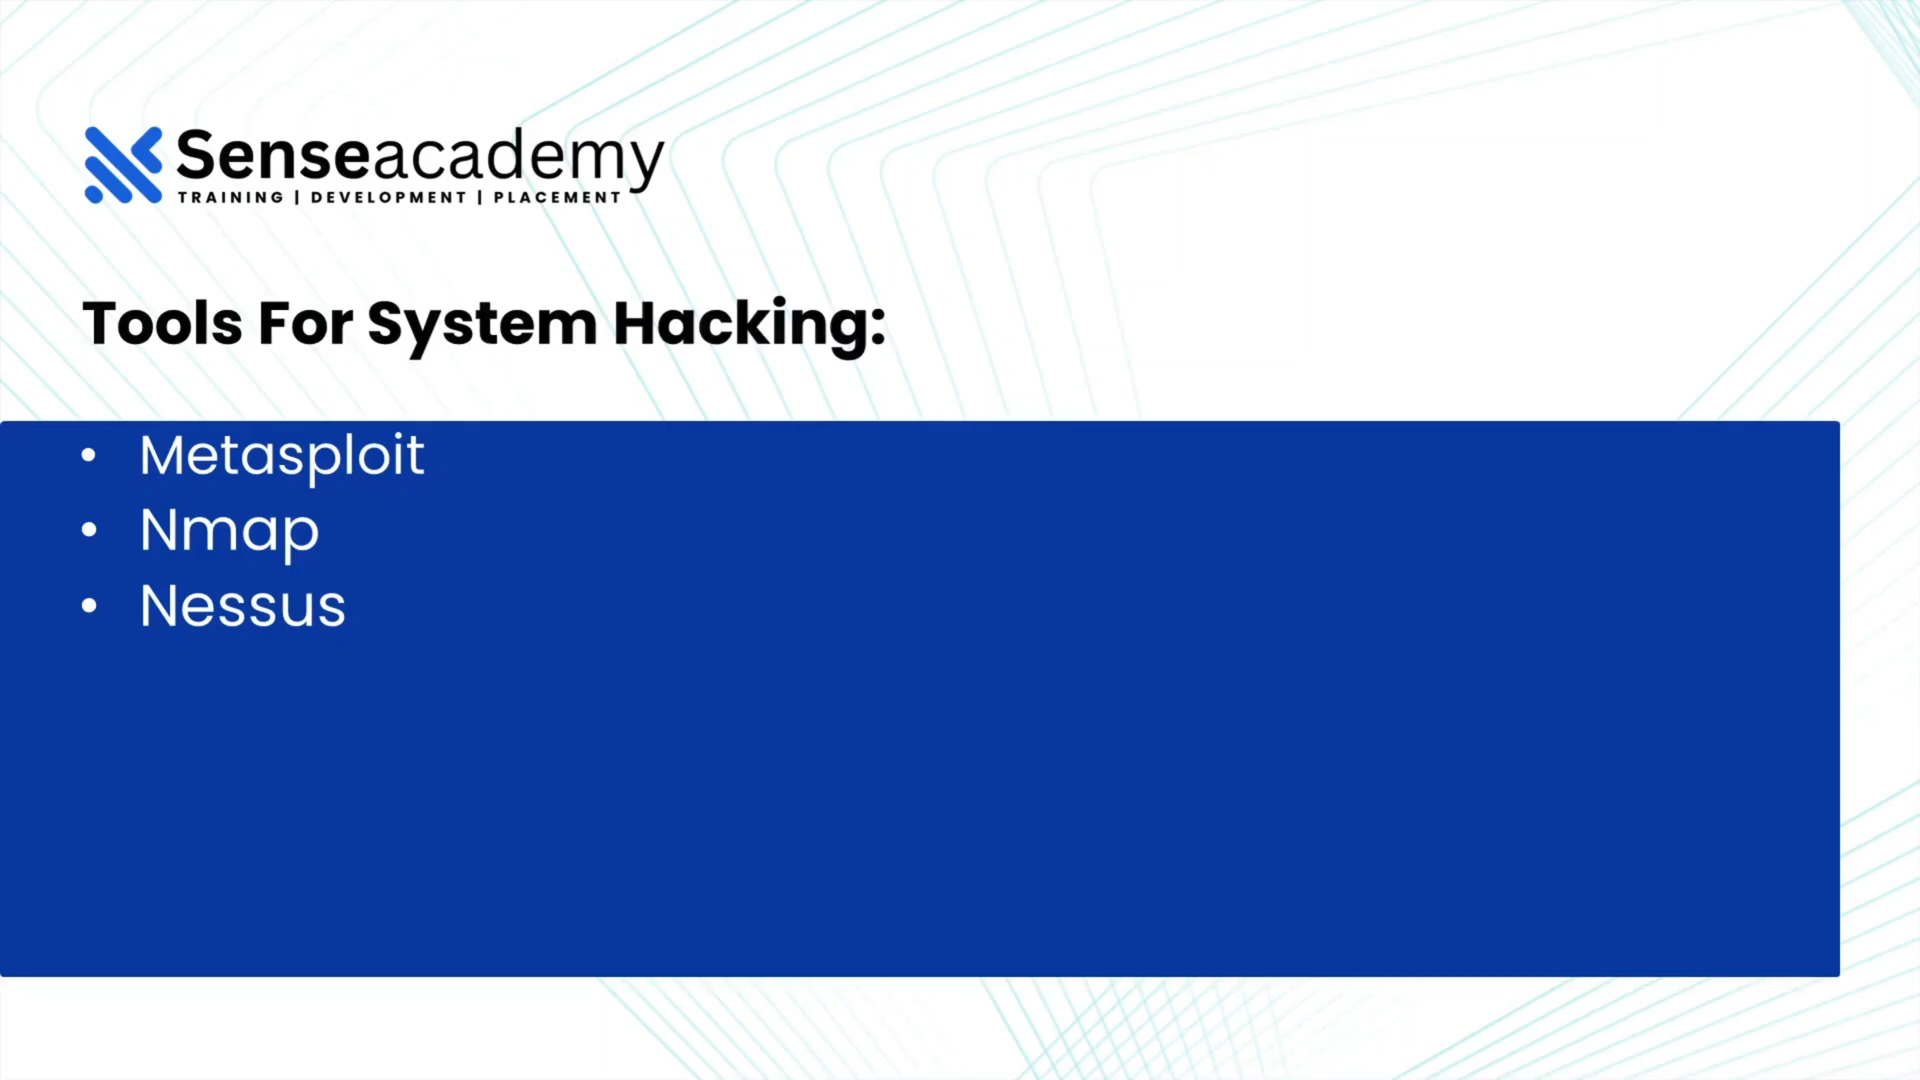 Senseacademy
TRAINING | DEVELOPMENT | PLACEMENT
Tools For System Hacking:
• Metasploit
• Nmap
• Nessus